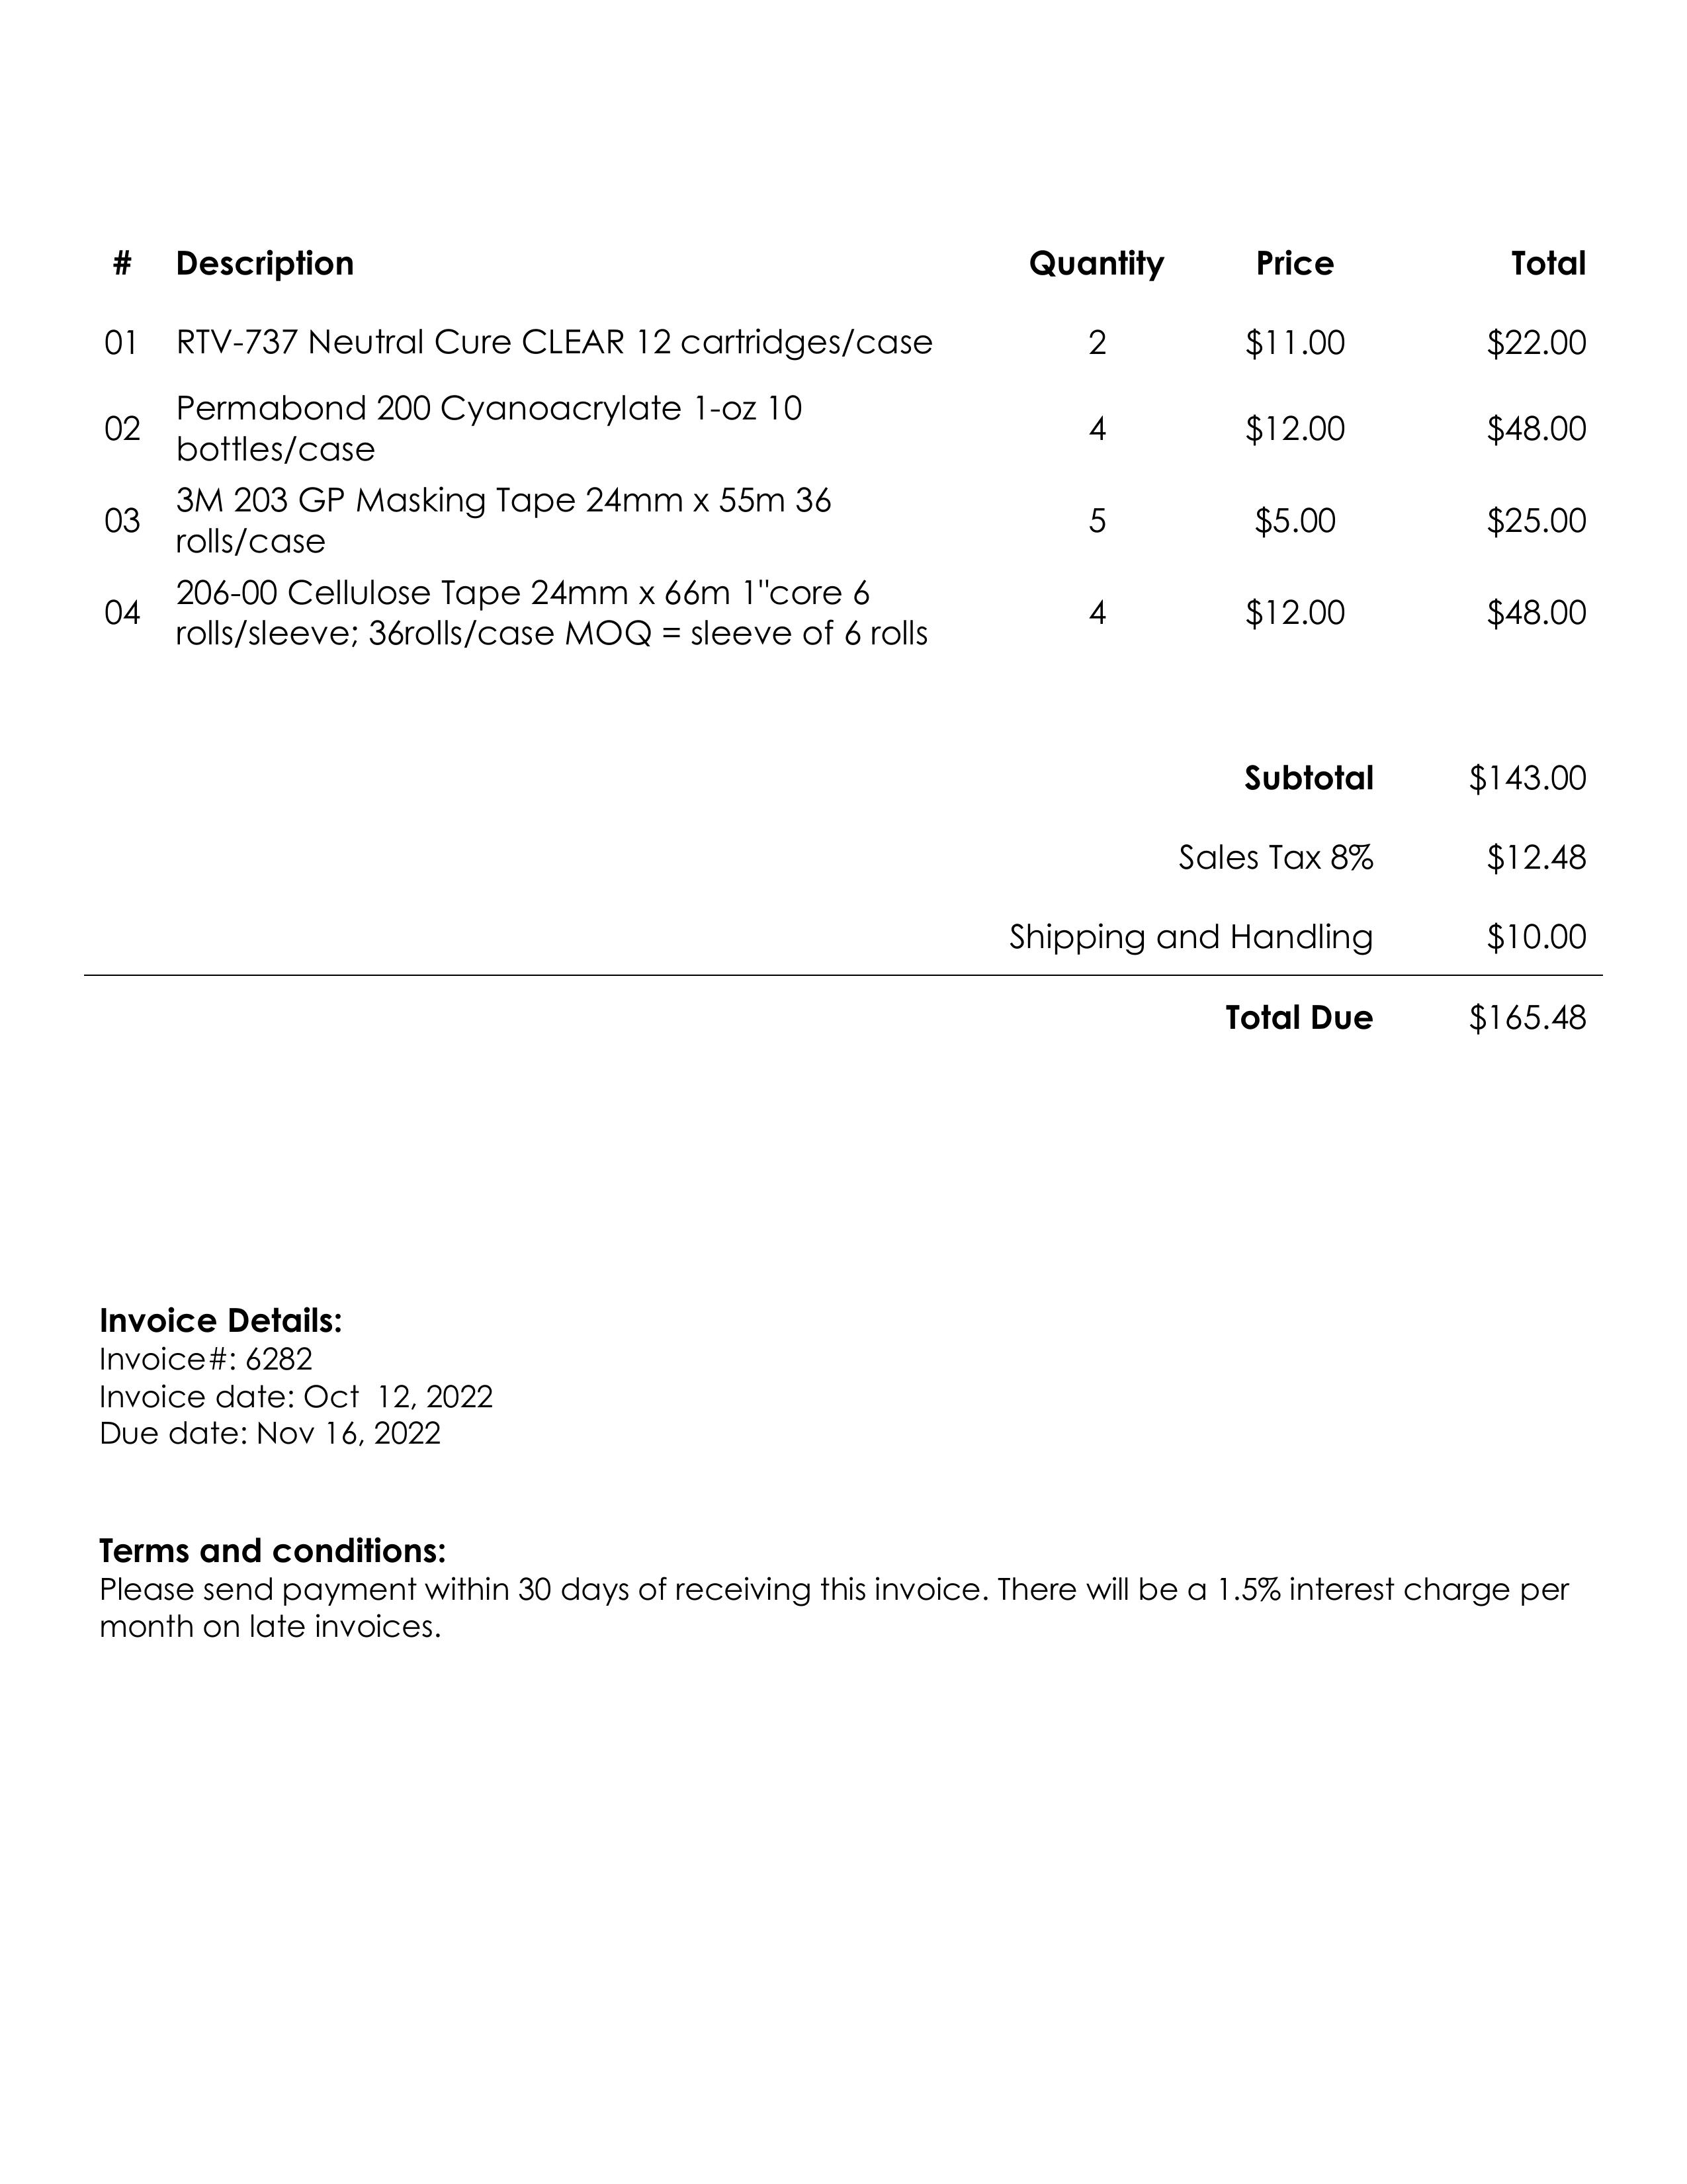 # Description Quantity Price Total
01 RTV-737 Neutral Cure CLEAR 12 cartridges/case 2 $11.00 $22.00
Permabond 200 Cyanoacrylate 1-oz 10
02 4 $12.00 $48.00
bottles/case
3M 203 GP Masking Tape 24mm x 55m 36
03 5 $5.00 $25.00
rolls/case
206-00 Cellulose Tape 24mm x 66m 1"core 6
04 4 $12.00 $48.00
rolls/sleeve; 36rolls/case MOQ = sleeve of 6 rolls
Subtotal $143.00
Sales Tax 8% $12.48
Shipping and Handling $10.00
Total Due $165.48
Invoice Details:
Invoice#: 6282
Invoice date: Oct  12, 2022
Due date: Nov 16, 2022
Terms and conditions:
Please send payment within 30 days of receiving this invoice. There will be a 1.5% interest charge per
month on late invoices.